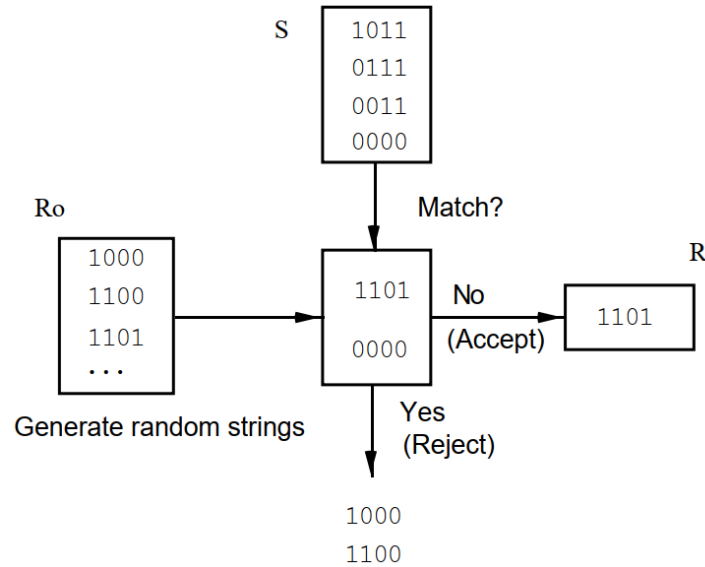 S
1011
0111
0011
0000
Match?
Ro
1000
1100
1101
...
Generate random strings
1101
0000
No
(Accept)
R
1101
Yes
(Reject)
1000
1100